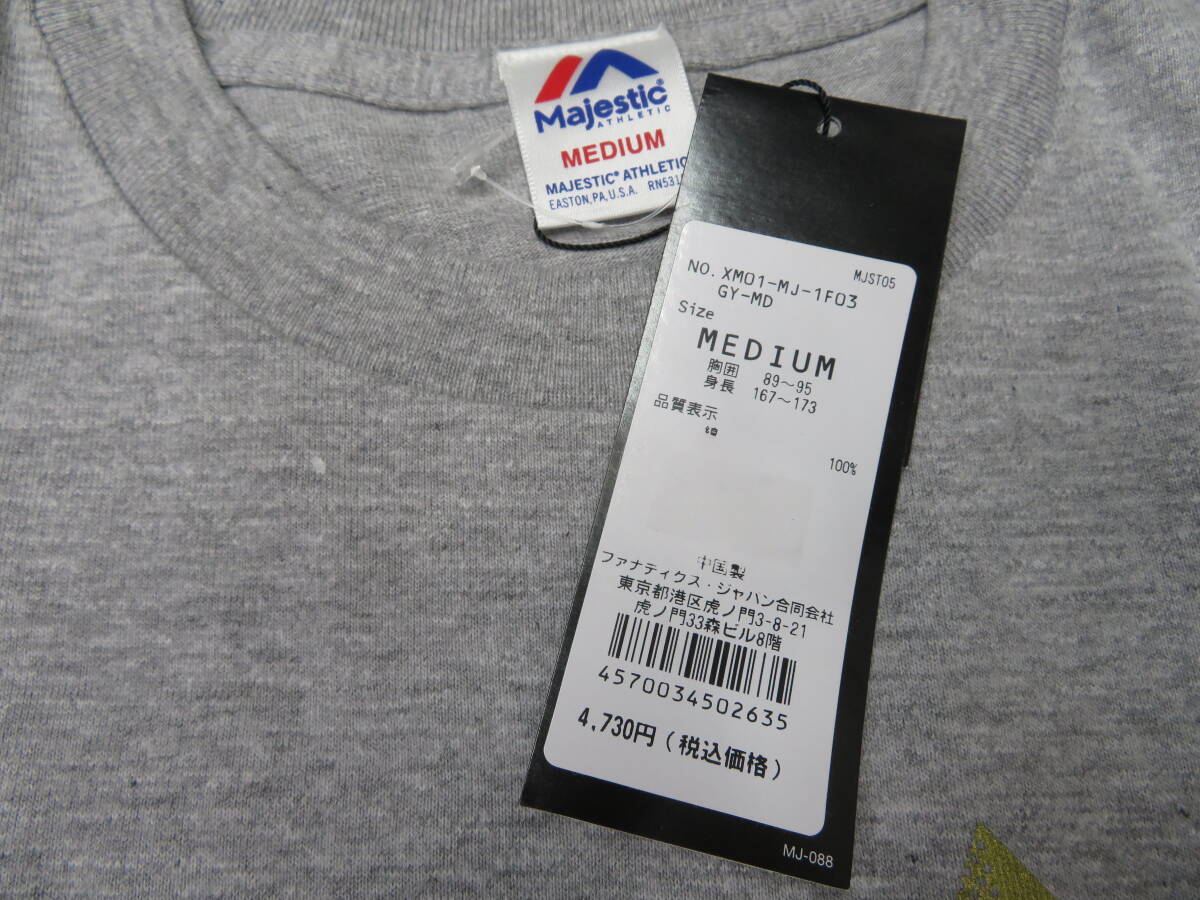 Majestic®
ATHLETIC
MEDIUM
MAJESTIC® ATHLETIC
EASTON, PA, U.S.A. RN531
MJST05
NO. XM01-MJ-1F03
GY-MD
Size
MEDIUM
胸囲 89～95
身長 167～173
品質表示
綿
100%
中国製
ファナティクス・ジャパン合同会社
東京都港区虎ノ門3-8-21
虎ノ門33森ビル8階
4570034502635
4,730円(税込価格)
MJ-088